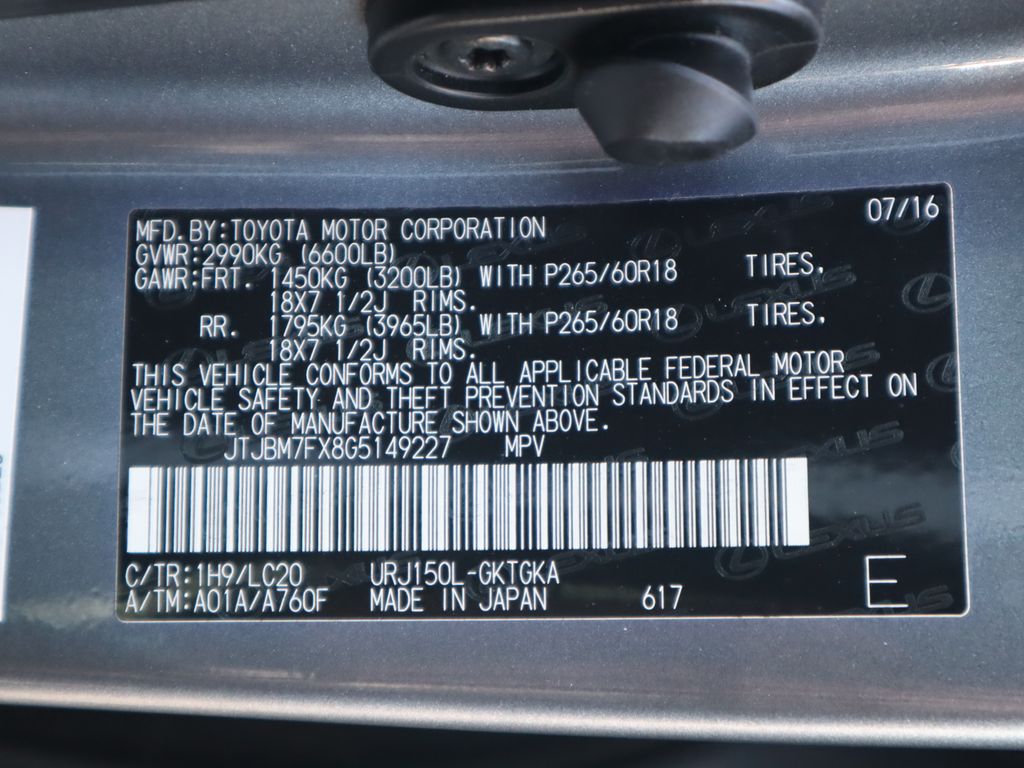 07/16
MFD. BY:TOYOTA MOTOR CORPORATION
GVWR:2990KG (6600LB)
GAWR:FRT. 1450KG (3200LB) WITH P265/60R18 TIRES,
18X7 1/2J RIMS.
RR. 1795KG (3965LB) WITH P265/60R18 TIRES,
18X7 1/2J RIMS.
THIS VEHICLE CONFORMS TO ALL APPLICABLE FEDERAL MOTOR
VEHICLE SAFETY AND THEFT PREVENTION STANDARDS IN EFFECT ON
THE DATE OF MANUFACTURE SHOWN ABOVE.
JTJBM7FX8G5149227 MPV
C/TR:1H9/LC20 URJ150L-GKTGKA
A/TM:A01A/A760F MADE IN JAPAN 617
E